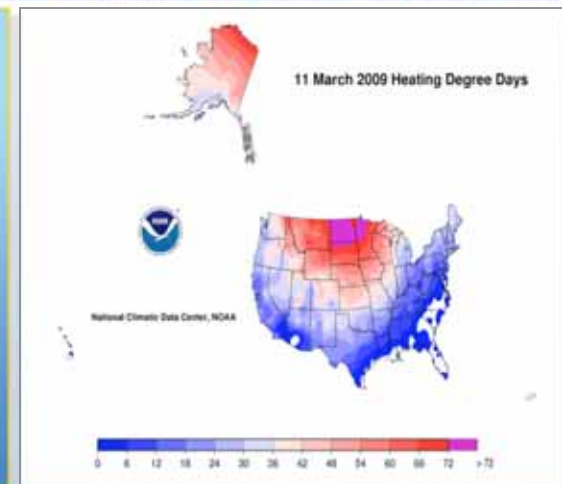 11 March 2009 Heating Degree Days
National Climatic Data Center, NOAA
0 6 12 18 24 30 36 42 48 54 60 66 72 >72